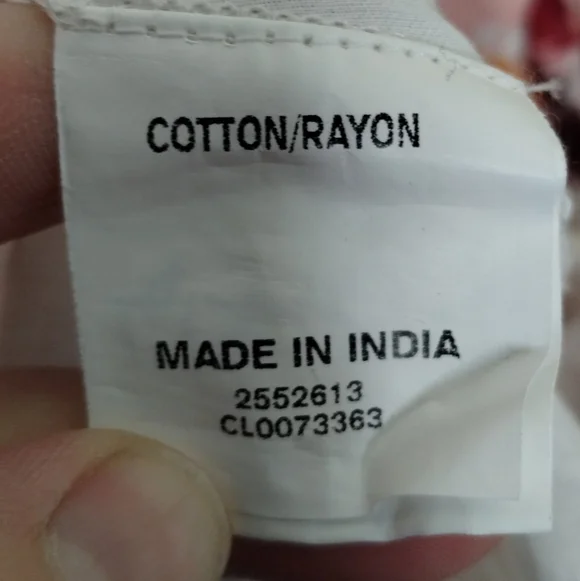 COTTON/RAYON
MADE IN INDIA
2552613
CL0073363